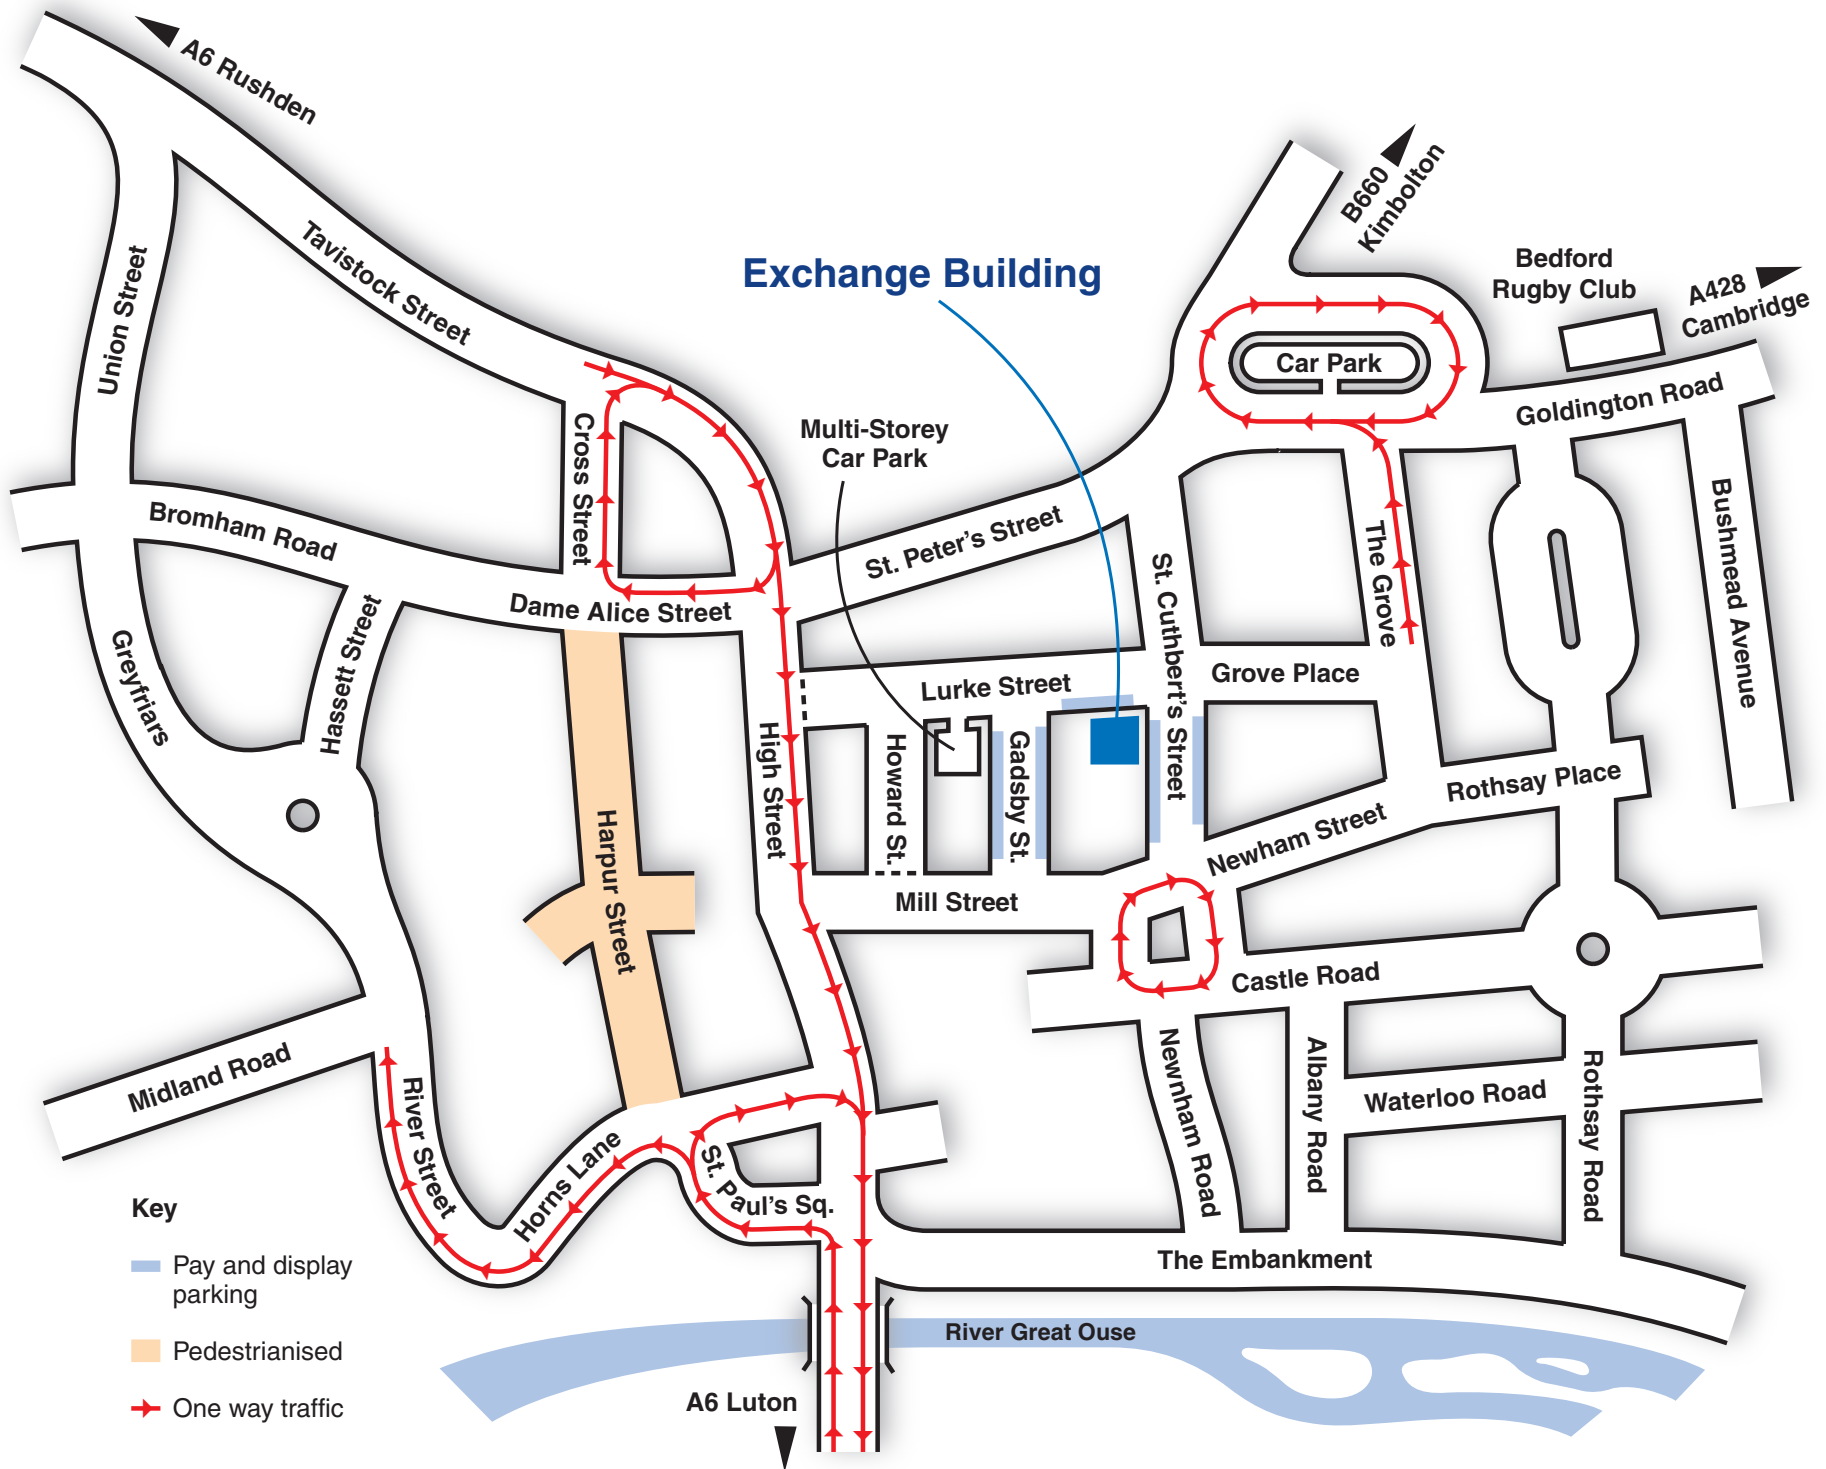 A6 Rushden
B660
Kimbolton
Bedford
Rugby Club
A428
Cambridge
Exchange Building
Tavistock Street
Union Street
Car Park
Goldington Road
Multi-Storey
Car Park
Cross Street
Bromham Road
St. Peter's Street
The Grove
Bushmead Avenue
Dame Alice Street
Hassett Street
Greyfriars
St. Cuthbert's Street
Grove Place
Lurke Street
High Street
Howard St.
Gadsby St.
Rothsay Place
Newham Street
Harpur Street
Mill Street
Castle Road
Midland Road
River Street
Horns Lane
St. Paul's Sq.
Newnham Road
Albany Road
Waterloo Road
Rothsay Road
The Embankment
River Great Ouse
A6 Luton
Key
Pay and display
parking
Pedestrianised
One way traffic